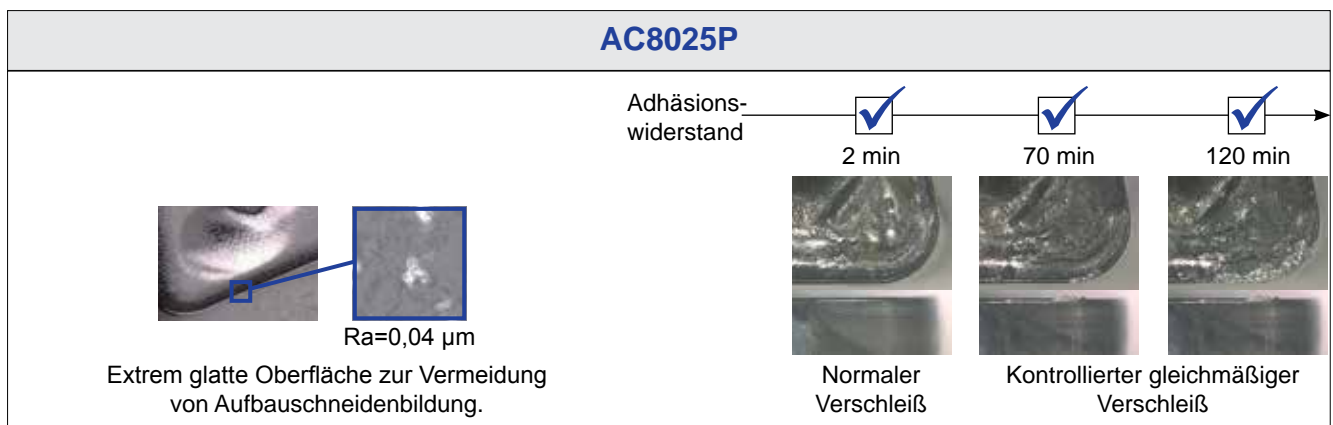 AC8025P
Adhäsions-
widerstand
2 min
70 min
120 min
Ra=0,04 µm
Extrem glatte Oberfläche zur Vermeidung
von Aufbauschneidenbildung.
Normaler
Verschleiß
Kontrollierter gleichmäßiger
Verschleiß